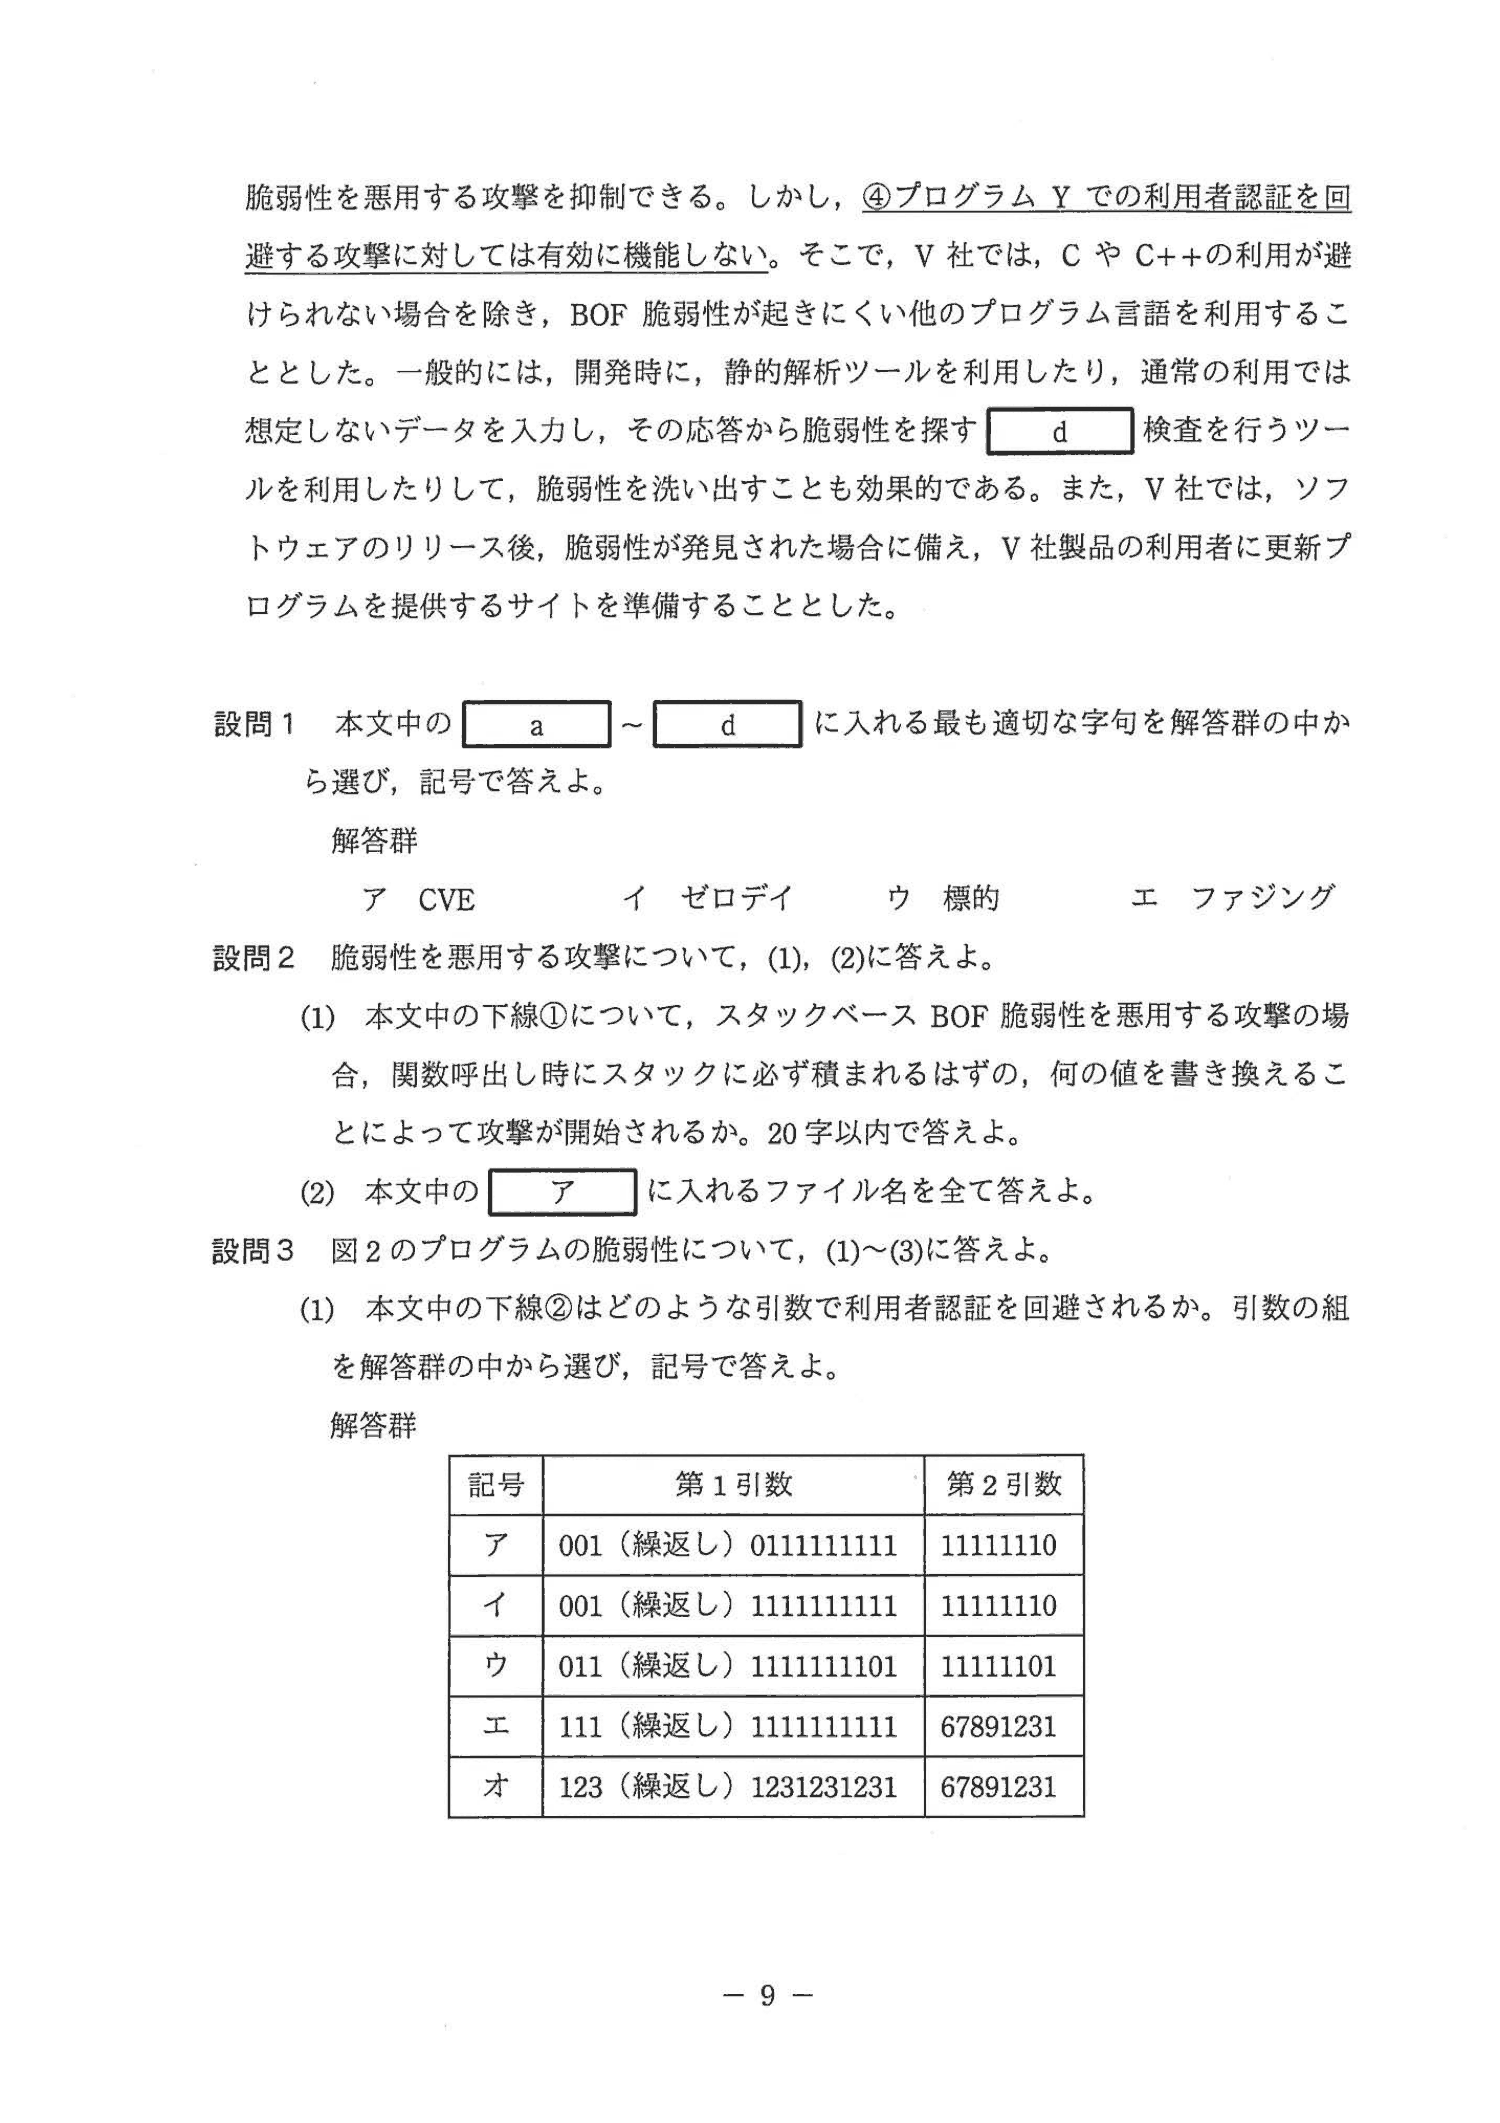 脆弱性を悪用する攻撃を抑制できる。しかし，④プログラム Y での利用者認証を回
避する攻撃に対しては有効に機能しない。そこで，V 社では，C や C++の利用が避
けられない場合を除き，BOF 脆弱性が起きにくい他のプログラム言語を利用するこ
ととした。一般的には，開発時に，静的解析ツールを利用したり，通常の利用では
想定しないデータを入力し，その応答から脆弱性を探す d 検査を行うツー
ルを利用したりして，脆弱性を洗い出すことも効果的である。また，V 社では，ソフ
トウェアのリリース後，脆弱性が発見された場合に備え，V 社製品の利用者に更新プ
ログラムを提供するサイトを準備することとした。
設問1 本文中の a ～ d に入れる最も適切な字句を解答群の中か
ら選び，記号で答えよ。
解答群
ア CVE イ ゼロデイ ウ 標的 エ ファジング
設問2 脆弱性を悪用する攻撃について，(1)，(2)に答えよ。
(1) 本文中の下線①について，スタックベース BOF 脆弱性を悪用する攻撃の場
合，関数呼出し時にスタックに必ず積まれるはずの，何の値を書き換えるこ
とによって攻撃が開始されるか。20 字以内で答えよ。
(2) 本文中の ア に入れるファイル名を全て答えよ。
設問3 図2のプログラムの脆弱性について，(1)～(3)に答えよ。
(1) 本文中の下線②はどのような引数で利用者認証を回避されるか。引数の組
を解答群の中から選び，記号で答えよ。
解答群
記号 第1引数 第2引数
ア 001（繰返し）0111111111 11111110
イ 001（繰返し）1111111111 11111110
ウ 011（繰返し）1111111101 11111101
エ 111（繰返し）1111111111 67891231
オ 123（繰返し）1231231231 67891231
－ 9 －